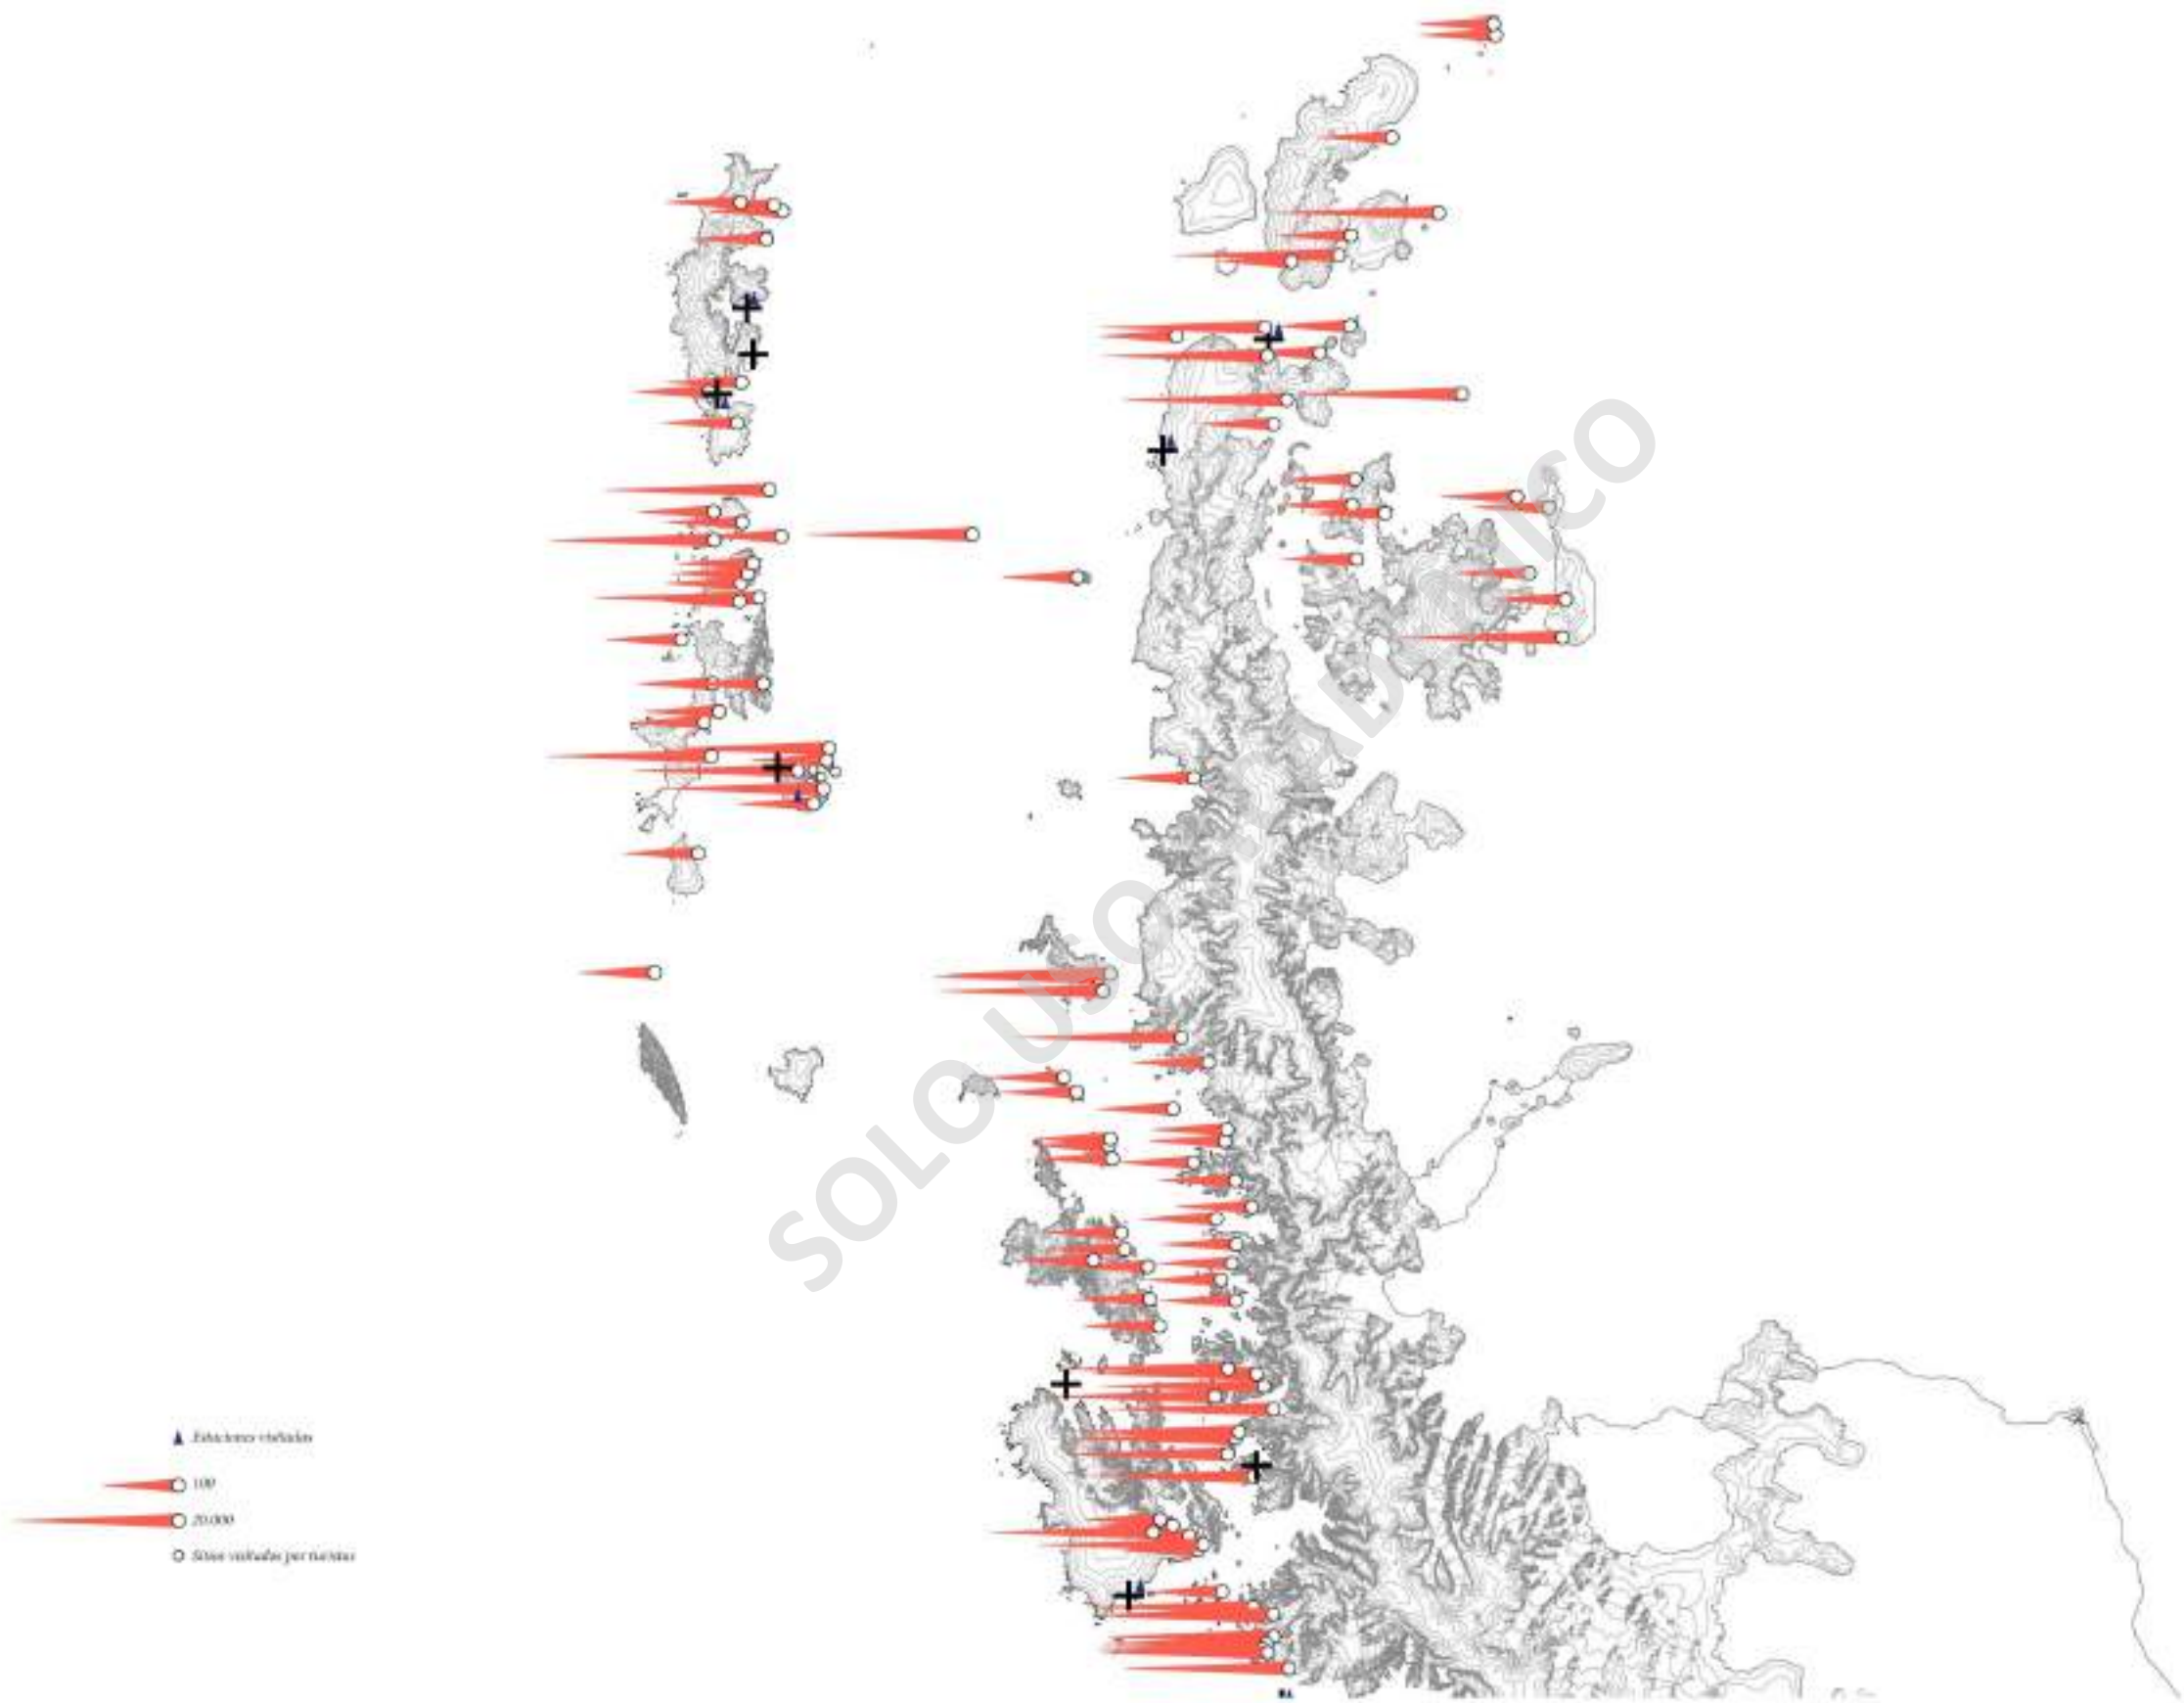 SOLO USO ACADÉMICO
Estaciones visitadas
100
20.000
Sitios visitados por turistas